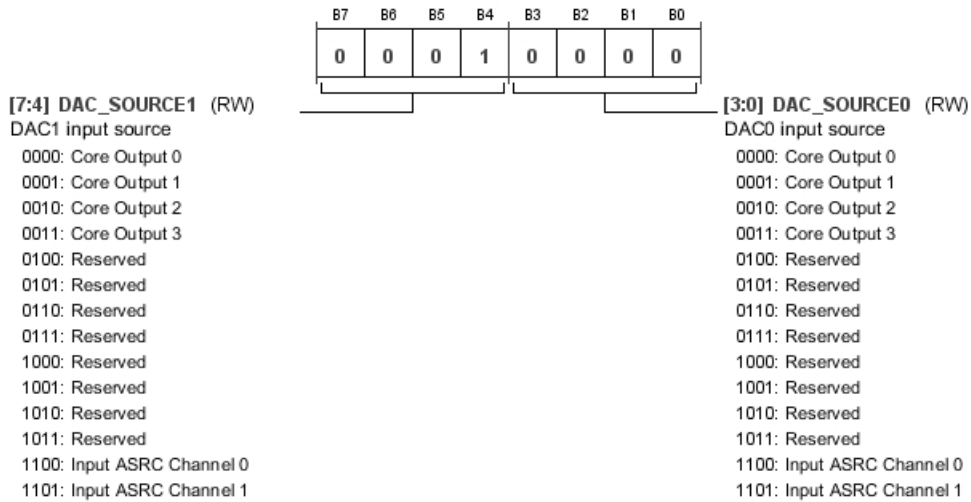 B7 B6 B5 B4 B3 B2 B1 B0
0 0 0 1 0 0 0 0
[7:4] DAC_SOURCE1 (RW)
DAC1 input source
0000: Core Output 0
0001: Core Output 1
0010: Core Output 2
0011: Core Output 3
0100: Reserved
0101: Reserved
0110: Reserved
0111: Reserved
1000: Reserved
1001: Reserved
1010: Reserved
1011: Reserved
1100: Input ASRC Channel 0
1101: Input ASRC Channel 1
[3:0] DAC_SOURCE0 (RW)
DAC0 input source
0000: Core Output 0
0001: Core Output 1
0010: Core Output 2
0011: Core Output 3
0100: Reserved
0101: Reserved
0110: Reserved
0111: Reserved
1000: Reserved
1001: Reserved
1010: Reserved
1011: Reserved
1100: Input ASRC Channel 0
1101: Input ASRC Channel 1